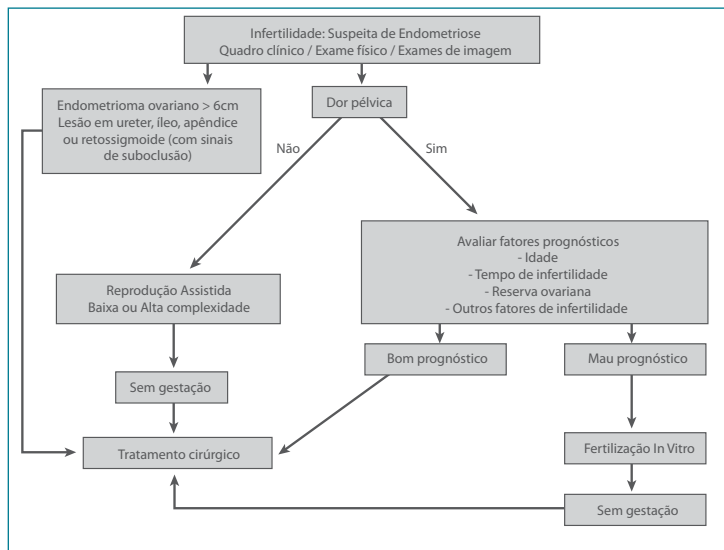 Infertilidade: Suspeita de Endometriose
Quadro clínico / Exame físico / Exames de imagem
Endometrioma ovariano > 6cm
Lesão em ureter, íleo, apêndice
ou retossigmoide (com sinais
de suboclusão)
Dor pélvica
Não
Sim
Avaliar fatores prognósticos
- Idade
- Tempo de infertilidade
- Reserva ovariana
- Outros fatores de infertilidade
Reprodução Assistida
Baixa ou Alta complexidade
Bom prognóstico
Mau prognóstico
Sem gestação
Tratamento cirúrgico
Fertilização In Vitro
Sem gestação